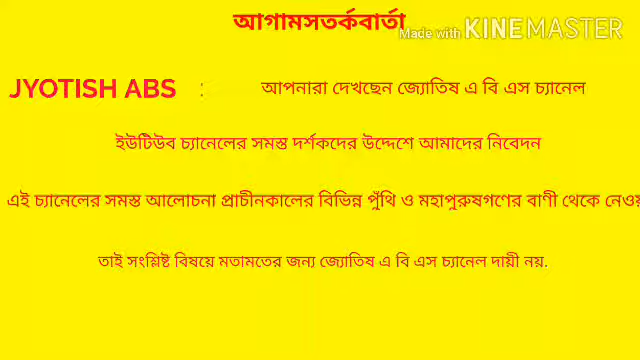 আগামসতর্কবার্তা
Made with KINEMASTER
JYOTISH ABS : আপনারা দেখছেন জ্যোতিষ এ বি এস চ্যানেল
ইউটিউব চ্যানেলের সমস্ত দর্শকদের উদ্দেশে আমাদের নিবেদন
এই চ্যানেলের সমস্ত আলোচনা প্রাচীনকালের বিভিন্ন পুঁথি ও মহাপুরুষগণের বাণী থেকে
তাই সংশ্লিষ্ট বিষয়ে মতামতের জন্য জ্যোতিষ এ বি এস চ্যানেল দায়ী নয়.